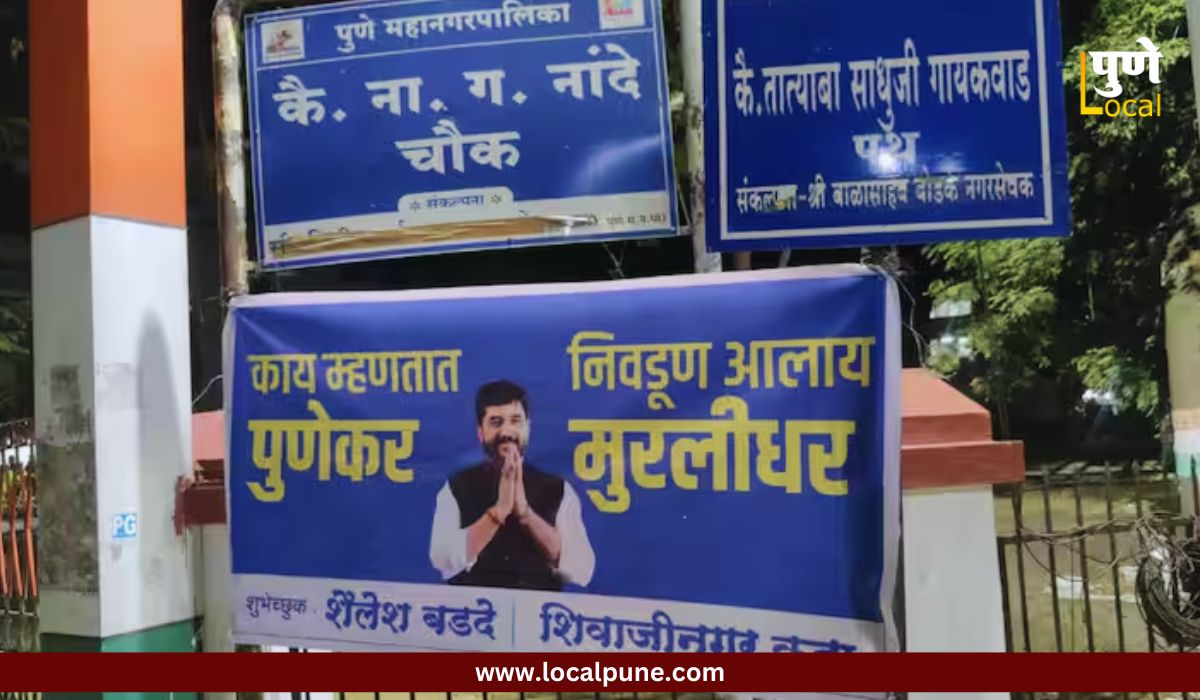 पुणे महानगरपालिका
कै. ना. ग. नांदे
चौक
संकल्पना
कै.तात्याबा साधुजी गायकवाड
पथ
संकल्पना-श्री बाळासाहेब बोडके नगरसेवक
पुणे
Local
काय म्हणतात
पुणेकर
निवडूण आलाय
मुरलीधर
PG
शुभेच्छुक . शैलेश बडदे | शिवाजीनगर
www.localpune.com